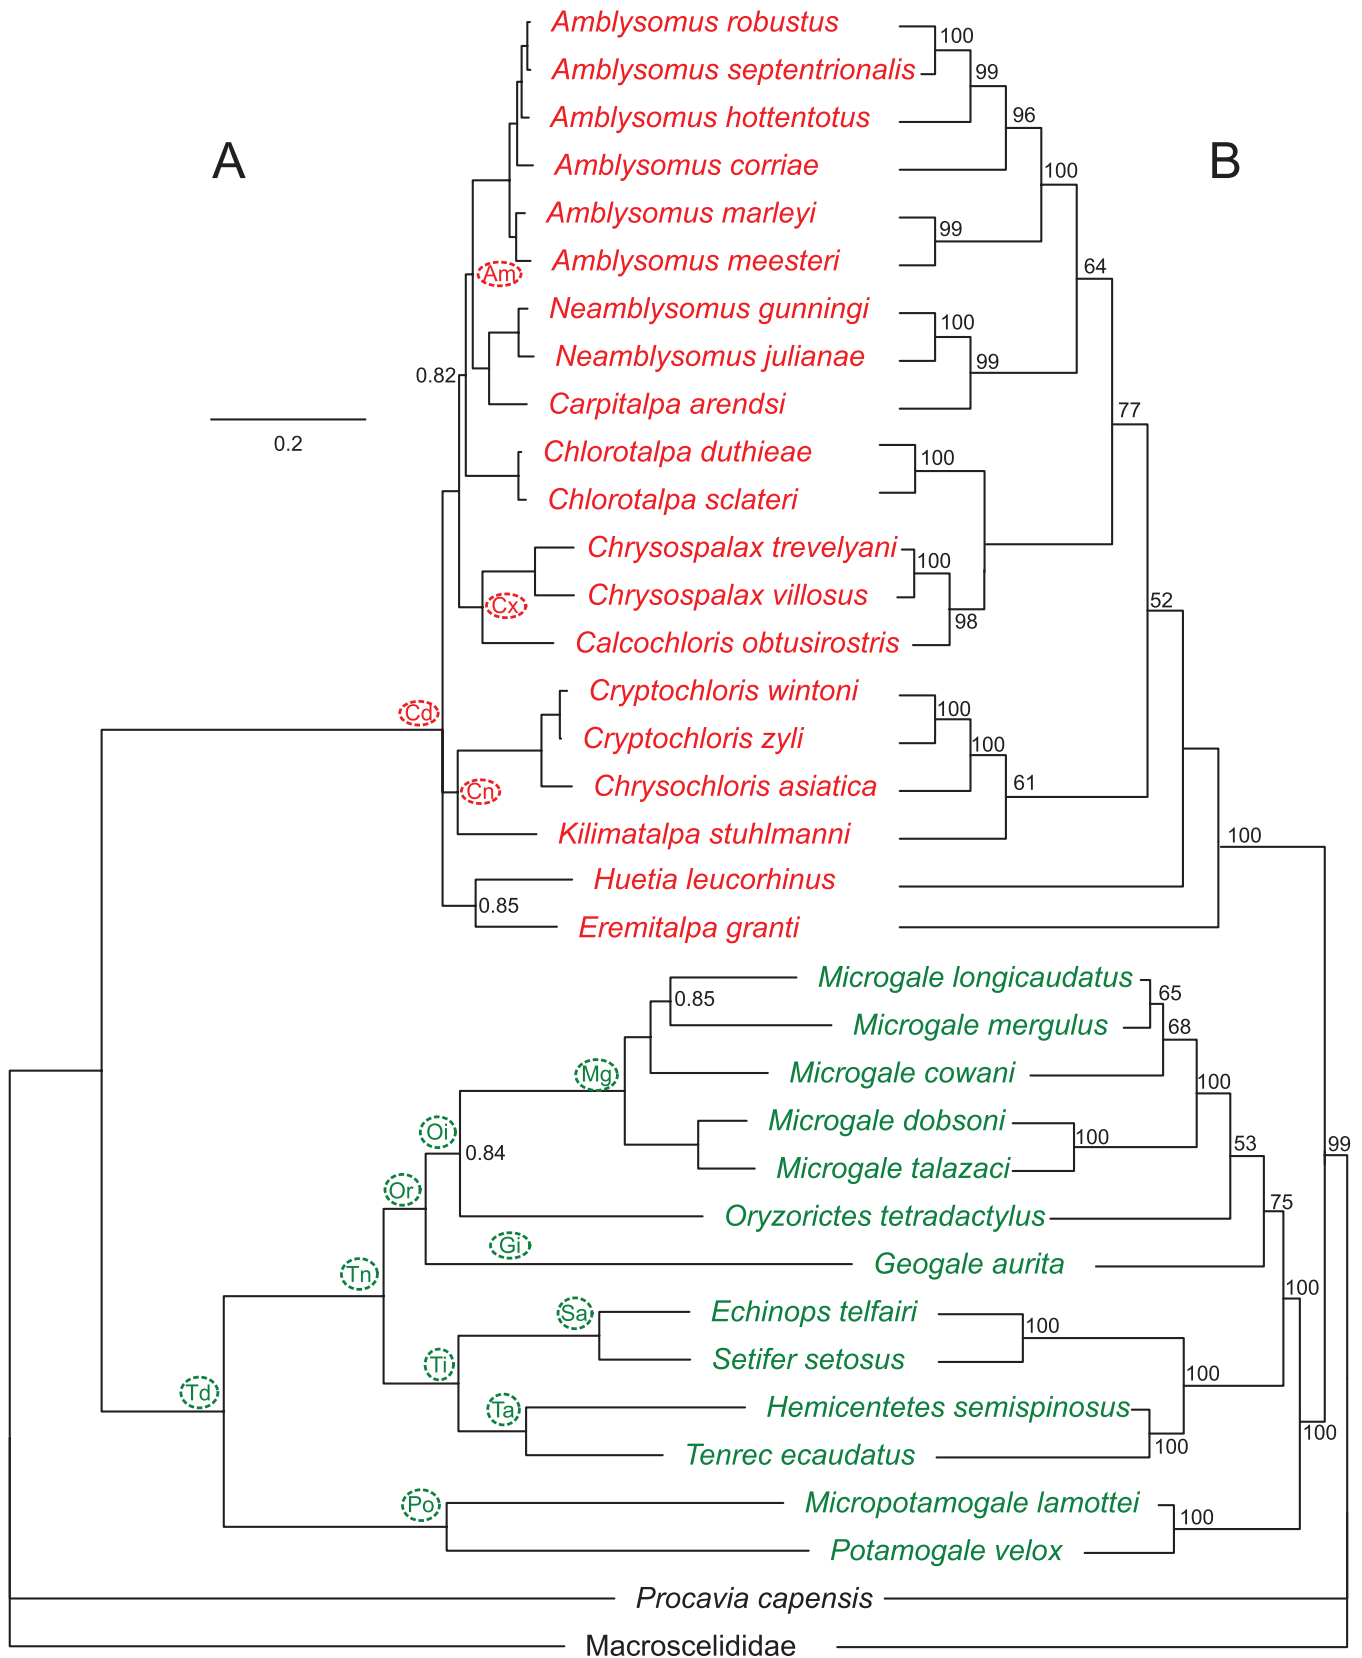 Amblysomus robustus
100
Amblysomus septentrionalis
99
Amblysomus hottentotus
96
A
B
Amblysomus corriae
100
Amblysomus marleyi
99
Amblysomus meesteri
64
Am
Neamblysomus gunningi
100
Neamblysomus julianae
99
0.82
Carpitalpa arendsi
77
0.2
Chlorotalpa duthieae
100
Chlorotalpa sclateri
Chrysospalax trevelyani
100
Chrysospalax villosus
52
Cx
98
Calcochloris obtusirostris
Cryptochloris wintoni
100
Cd
Cryptochloris zyli
100
Chrysochloris asiatica
61
Cn
Kilimatalpa stuhlmanni
100
Huetia leucorhinus
0.85
Eremitalpa granti
Microgale longicaudatus
65
0.85
Microgale mergulus
68
Mg
Microgale cowani
100
Microgale dobsoni
100
Oi
53
99
0.84
Microgale talazaci
Or
75
Oryzorictes tetradactylus
Gi
Geogale aurita
Tn
100
Sa
Echinops telfairi
100
Setifer setosus
Ti
100
Td
Ta
Hemicentetes semispinosus
100
100
Tenrec ecaudatus
Po
Micropotamogale lamottei
100
Potamogale velox
Procavia capensis
Macroscelididae